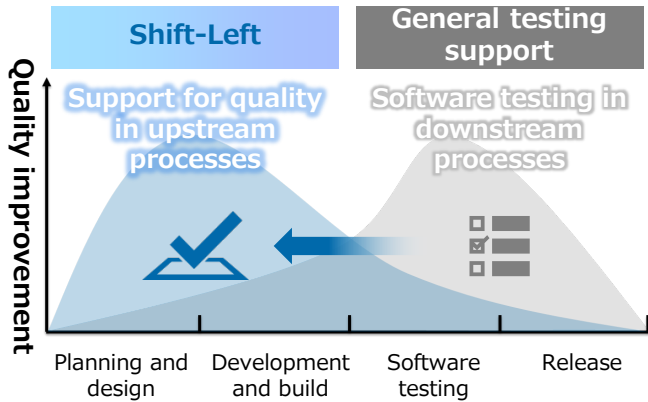 Shift-Left
General testing
support
Quality improvement
Support for quality
in upstream
processes
Software testing in
downstream
processes
Planning and
design
Development
and build
Software
testing
Release